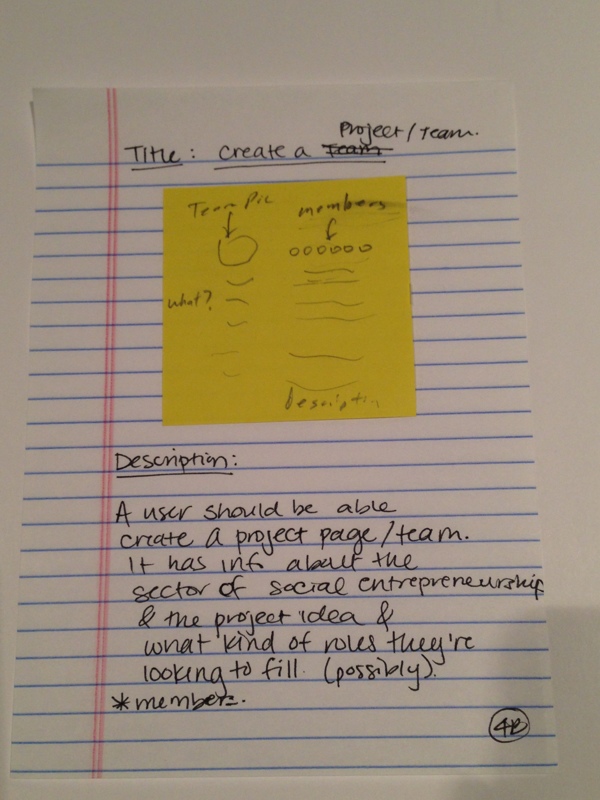 Project/Team.
Title: Create a Team
Team Pic
members
what?
Description
Description:
A user should be able
create a project page/team.
It has info about the
sector of social entrepreneurship
& the project idea &
what kind of roles they're
looking to fill. (possibly).
*members.